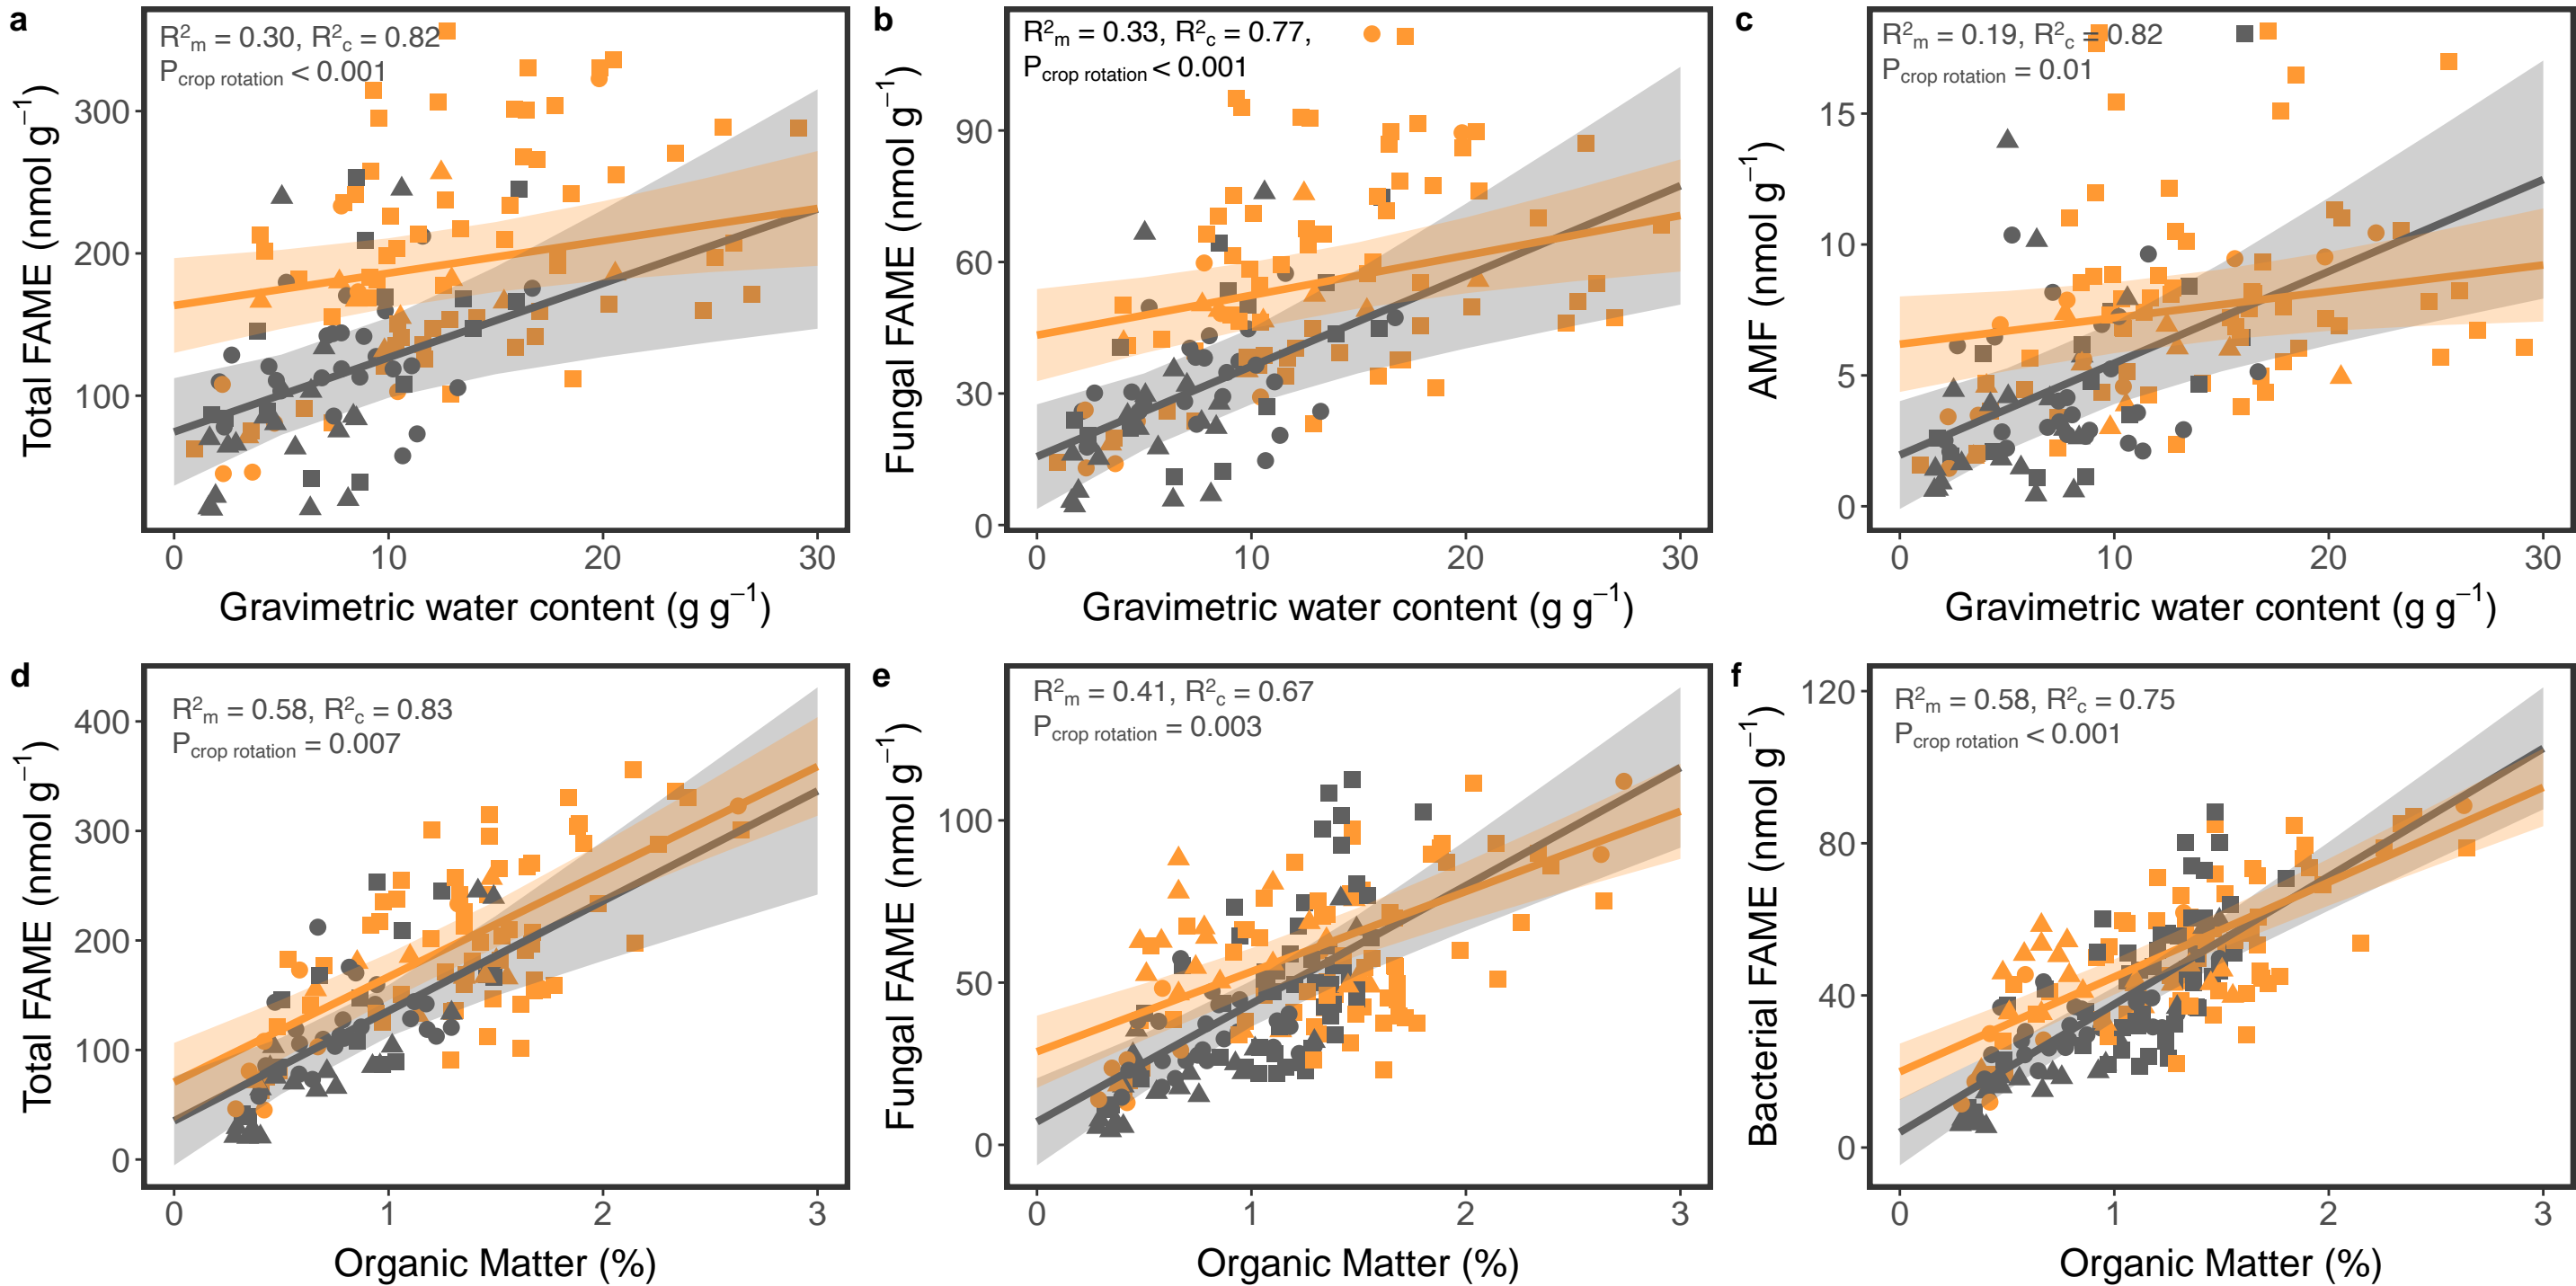 a
R²m = 0.30, R²c = 0.82
Pcrop rotation < 0.001
Total FAME (nmol g⁻¹)
300
200
100
0
10
20
30
Gravimetric water content (g g⁻¹)
b
R²m = 0.33, R²c = 0.77,
Pcrop rotation < 0.001
Fungal FAME (nmol g⁻¹)
90
60
30
0
0
10
20
30
Gravimetric water content (g g⁻¹)
c
R²m = 0.19, R²c = 0.82
Pcrop rotation = 0.01
AMF (nmol g⁻¹)
15
10
5
0
0
10
20
30
Gravimetric water content (g g⁻¹)
d
R²m = 0.58, R²c = 0.83
Pcrop rotation = 0.007
Total FAME (nmol g⁻¹)
400
300
200
100
0
0
1
2
3
Organic Matter (%)
e
R²m = 0.41, R²c = 0.67
Pcrop rotation = 0.003
Fungal FAME (nmol g⁻¹)
100
50
0
0
1
2
3
Organic Matter (%)
f
R²m = 0.58, R²c = 0.75
Pcrop rotation < 0.001
Bacterial FAME (nmol g⁻¹)
120
80
40
0
0
1
2
3
Organic Matter (%)